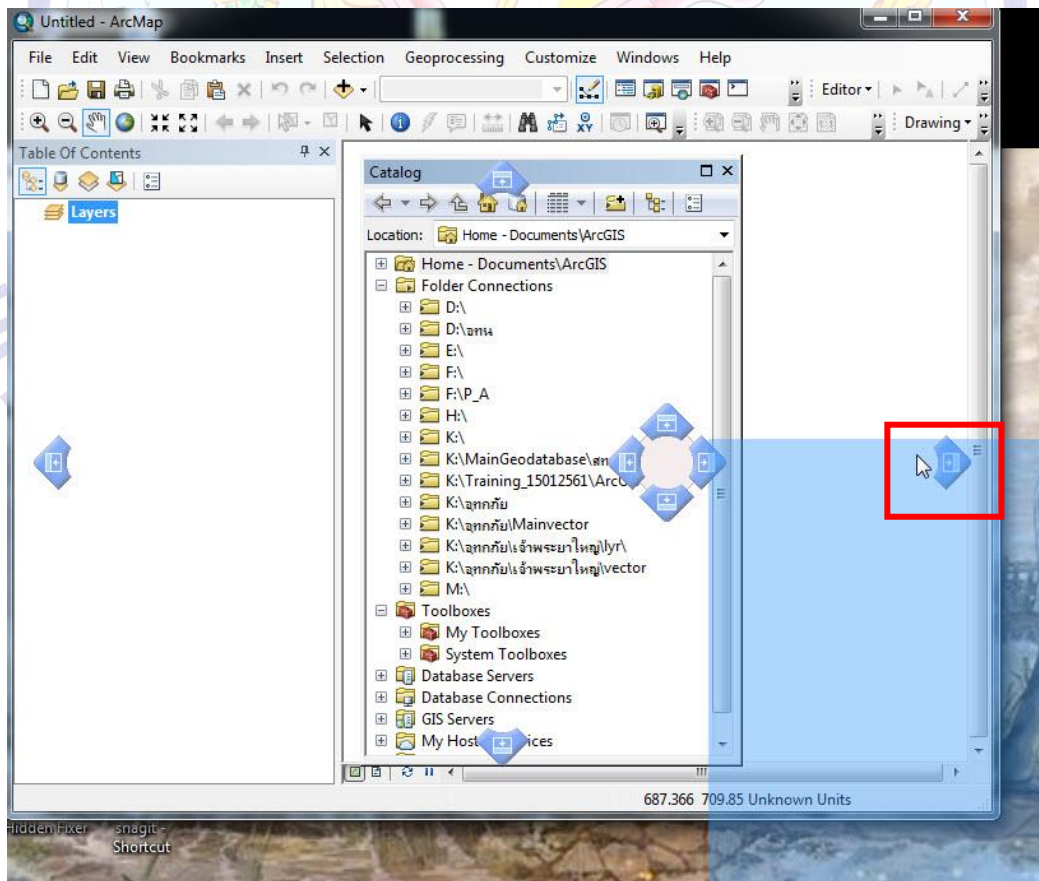 Untitled - ArcMap
File Edit View Bookmarks Insert Selection Geoprocessing Customize Windows Help
Editor
Drawing
Table Of Contents
Layers
Catalog
Location: Home - Documents\ArcGIS
Home - Documents\ArcGIS
Folder Connections
D:\
D:\อทน
E:\
F:\
F:\P_A
H:\
K:\
K:\MainGeodatabase\สท
K:\Training_15012561\ArcG
K:\อุทกภัย
K:\อุทกภัย\Mainvector
K:\อุทกภัย\เจ้าพระยาใหญ่\lyr\
K:\อุทกภัย\เจ้าพระยาใหญ่\vector
M:\
Toolboxes
My Toolboxes
System Toolboxes
Database Servers
Database Connections
GIS Servers
My Host ices
687.366 709.85 Unknown Units
Hidden Fixer snagit -
Shortcut